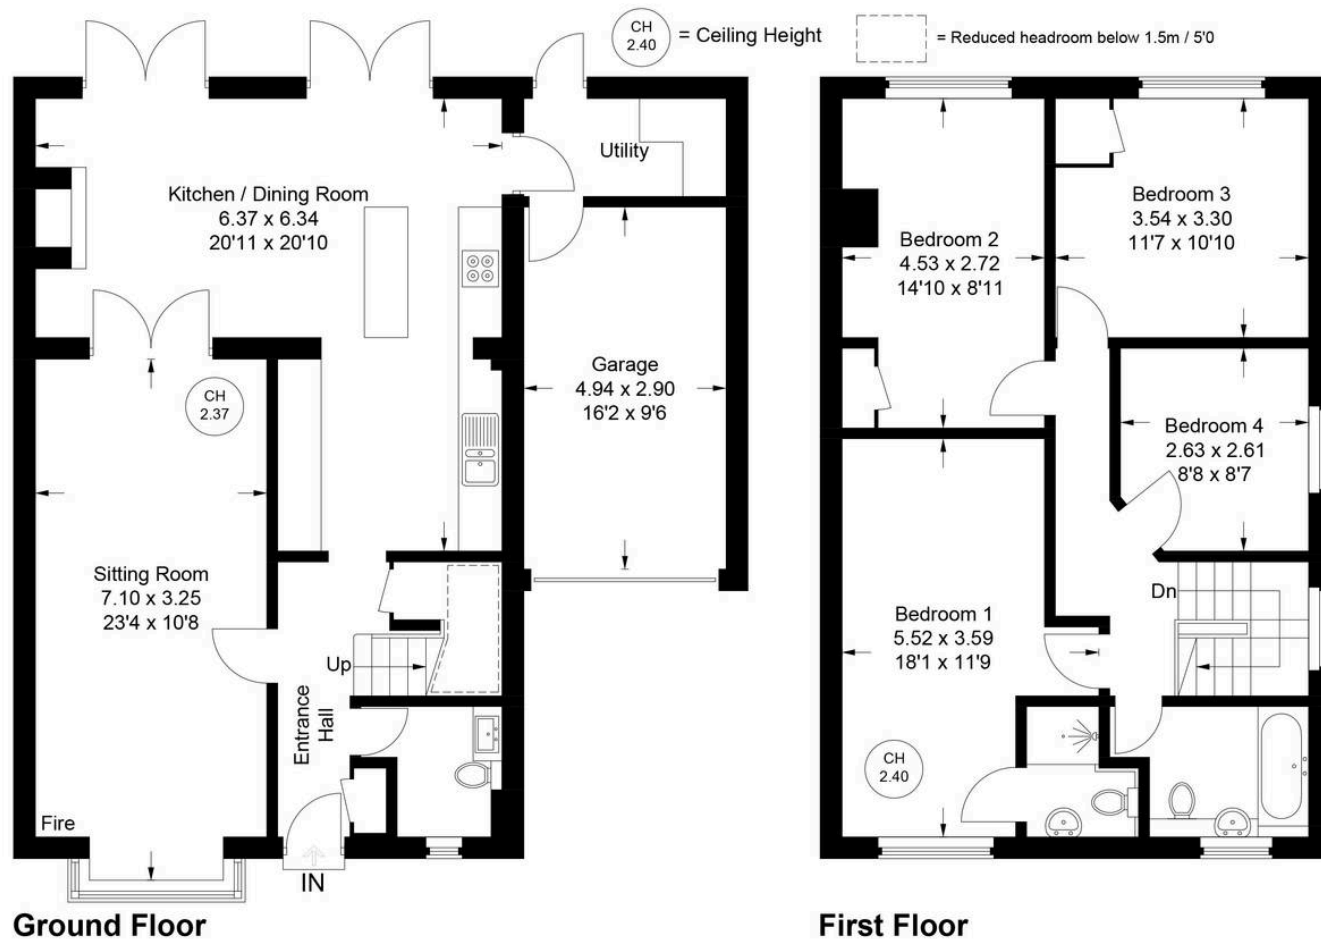 CH
2.40
= Ceiling Height
= Reduced headroom below 1.5m / 5'0
Kitchen / Dining Room
6.37 x 6.34
20'11 x 20'10
Utility
CH
2.37
Garage
4.94 x 2.90
16'2 x 9'6
Sitting Room
7.10 x 3.25
23'4 x 10'8
Up
Entrance
Hall
Fire
IN
Ground Floor
Bedroom 2
4.53 x 2.72
14'10 x 8'11
Bedroom 3
3.54 x 3.30
11'7 x 10'10
Bedroom 4
2.63 x 2.61
8'8 x 8'7
Dn
Bedroom 1
5.52 x 3.59
18'1 x 11'9
CH
2.40
First Floor